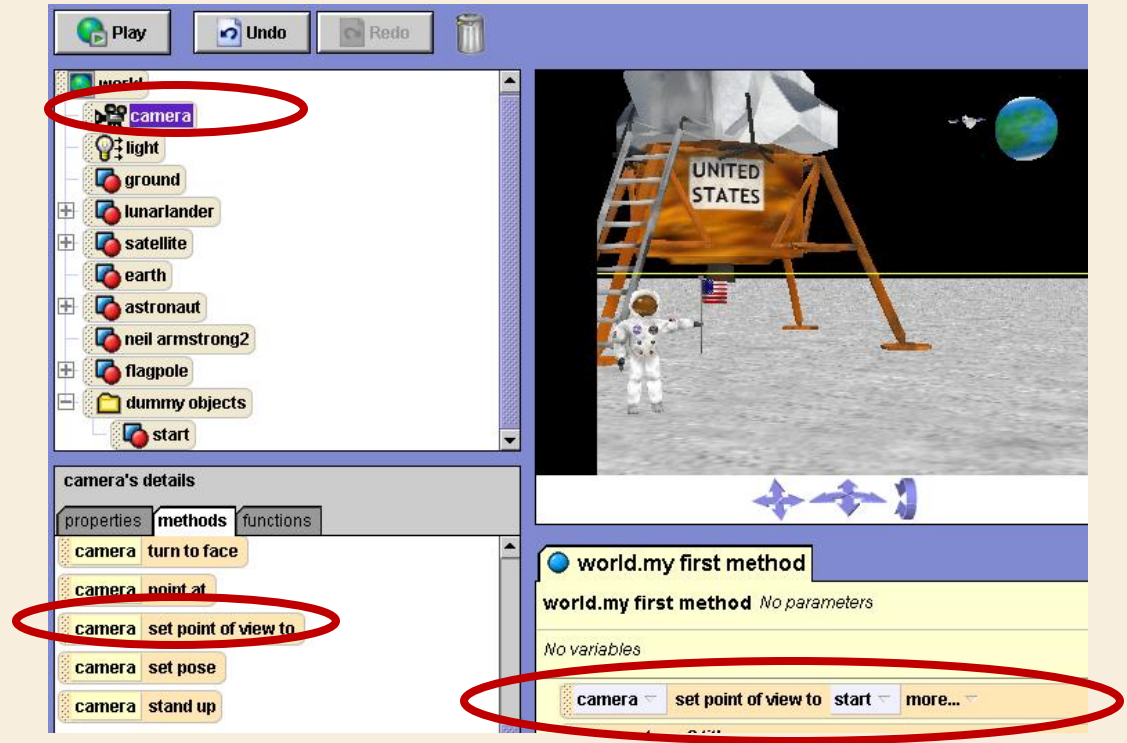 Play
Undo
Redo
world
camera
light
ground
lunarlander
satellite
earth
astronaut
neil armstrong2
flagpole
dummy objects
start
UNITED
STATES
camera's details
properties methods functions
camera turn to face
camera point at
camera set point of view to
camera set pose
camera stand up
world.my first method
world.my first method No parameters
No variables
camera set point of view to start more...